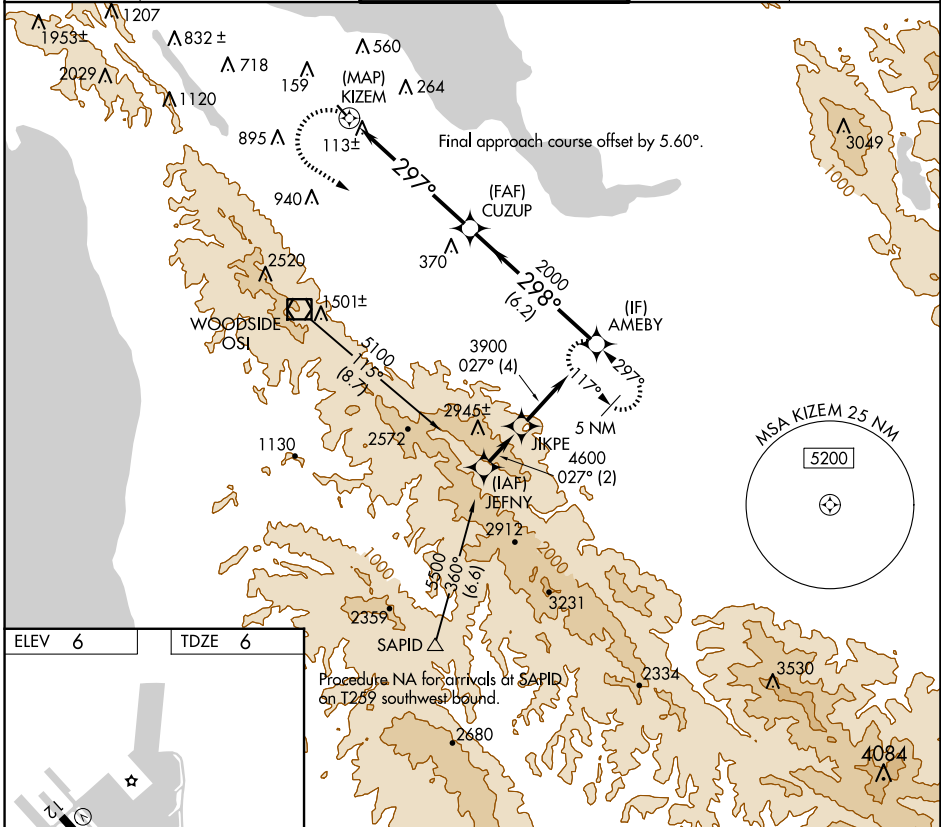 1207
1953±
832 ±
560
718
159
(MAP)
KIZEM
264
2029
1120
895
113±
Final approach course offset by 5.60°.
3049
1000
297°
(FAF)
CUZUP
940
370
2520
2000
298°
(6.2)
1501±
WOODSIDE
OSI
(IF)
AMEBY
5100
115°
(8.7)
3900
027° (4)
117°
297°
5 NM
2945±
2572
JIKPE
MSA KIZEM 25 NM
5200
1130
4600
027° (2)
(IAF)
JEFNY
2912
2000
1000
5500
360°
(6.6)
3231
2359
SAPID
2334
3530
Procedure NA for arrivals at SAPID
on T259 southwest bound.
2680
4084
ELEV 6
TDZE 6
12
V